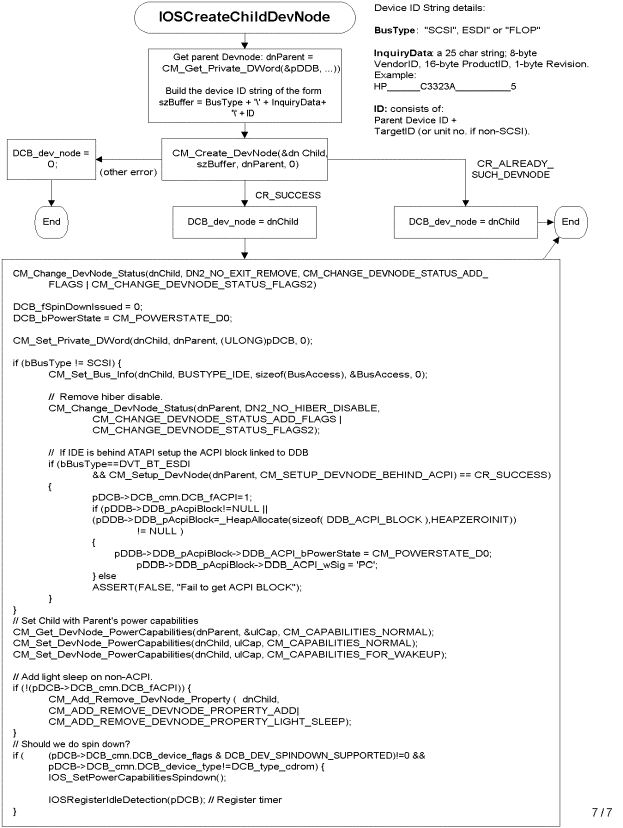 IOSCreateChildDevNode
Device ID String details:
BusType:  "SCSI", ESDI" or "FLOP"
InquiryData: a 25 char string; 8-byte
VendorID, 16-byte ProductID, 1-byte Revision.
Example:
HP______C3323A___________5
ID: consists of:
Parent Device ID +
TargetID (or unit no. if non-SCSI).
Get parent Devnode: dnParent =
CM_Get_Private_DWord(&pDDB, ...))
Build the device ID string of the form
szBuffer = BusType + '\' + InquiryData+
'\' + ID
DCB_dev_node =
0;
(other error)
CM_Create_DevNode(&dn Child,
szBuffer, dnParent, 0)
CR_ALREADY_
SUCH_DEVNODE
CR_SUCCESS
End
DCB_dev_node = dnChild
DCB_dev_node = dnChild
End
CM_Change_DevNode_Status(dnChild, DN2_NO_EXIT_REMOVE, CM_CHANGE_DEVNODE_STATUS_ADD_
FLAGS | CM_CHANGE_DEVNODE_STATUS_FLAGS2)
DCB_fSpinDownIssued = 0;
DCB_bPowerState = CM_POWERSTATE_D0;
CM_Set_Private_DWord(dnChild, dnParent, (ULONG)pDCB, 0);
if (bBusType != SCSI) {
CM_Set_Bus_Info(dnChild, BUSTYPE_IDE, sizeof(BusAccess), &BusAccess, 0);
//  Remove hiber disable.
CM_Change_DevNode_Status(dnParent, DN2_NO_HIBER_DISABLE,
CM_CHANGE_DEVNODE_STATUS_ADD_FLAGS |
CM_CHANGE_DEVNODE_STATUS_FLAGS2);
//  If IDE is behind ATAPI setup the ACPI block linked to DDB
if (bBusType==DVT_BT_ESDI
&& CM_Setup_DevNode(dnParent, CM_SETUP_DEVNODE_BEHIND_ACPI) == CR_SUCCESS)
{
pDCB->DCB_cmn.DCB_fACPI=1;
if (pDDB->DDB_pAcpiBlock!=NULL ||
(pDDB->DDB_pAcpiBlock=_HeapAllocate(sizeof( DDB_ACPI_BLOCK ),HEAPZEROINIT))
!= NULL )
{
pDDB->DDB_pAcpiBlock->DDB_ACPI_bPowerState = CM_POWERSTATE_D0;
pDDB->DDB_pAcpiBlock->DDB_ACPI_wSig = 'PC';
} else
ASSERT(FALSE, "Fail to get ACPI BLOCK");
}
}
// Set Child with Parent's power capabilities
CM_Get_DevNode_PowerCapabilities(dnParent, &ulCap, CM_CAPABILITIES_NORMAL);
CM_Set_DevNode_PowerCapabilities(dnChild, ulCap, CM_CAPABILITIES_NORMAL);
CM_Set_DevNode_PowerCapabilities(dnChild, ulCap, CM_CAPABILITIES_FOR_WAKEUP);
// Add light sleep on non-ACPI.
if (!(pDCB->DCB_cmn.DCB_fACPI)) {
CM_Add_Remove_DevNode_Property (  dnChild,
CM_ADD_REMOVE_DEVNODE_PROPERTY_ADD|
CM_ADD_REMOVE_DEVNODE_PROPERTY_LIGHT_SLEEP);
}
// Should we do spin down?
if (     (pDCB->DCB_cmn.DCB_device_flags & DCB_DEV_SPINDOWN_SUPPORTED)!=0 &&
pDCB->DCB_cmn.DCB_device_type!=DCB_type_cdrom) {
IOS_SetPowerCapabilitiesSpindown();
IOSRegisterIdleDetection(pDCB); // Register timer
}
7 / 7